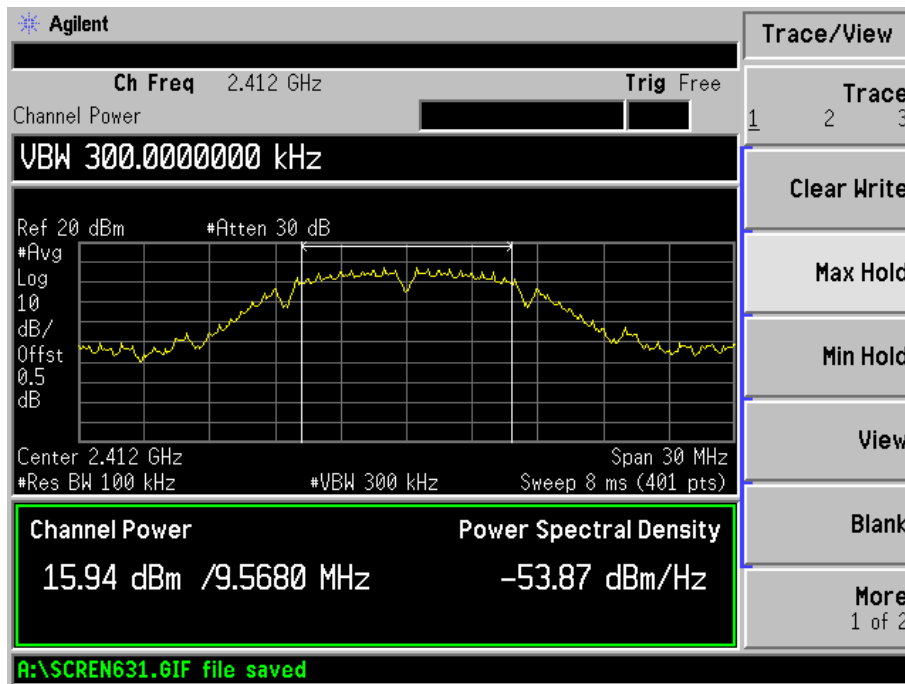 Agilent
Trace/View
Ch Freq 2.412 GHz
Trig Free
Channel Power
Trace
1 2 3
VBW 300.0000000 kHz
Clear Write
Ref 20 dBm
#Atten 30 dB
#Avg
Log
10
dB/
Offst
0.5
dB
Max Hold
Min Hold
View
Center 2.412 GHz
Span 30 MHz
#Res BW 100 kHz
#VBW 300 kHz
Sweep 8 ms (401 pts)
Channel Power
Power Spectral Density
15.94 dBm /9.5680 MHz
-53.87 dBm/Hz
Blank
More
1 of 2
A:\SCREN631.GIF file saved